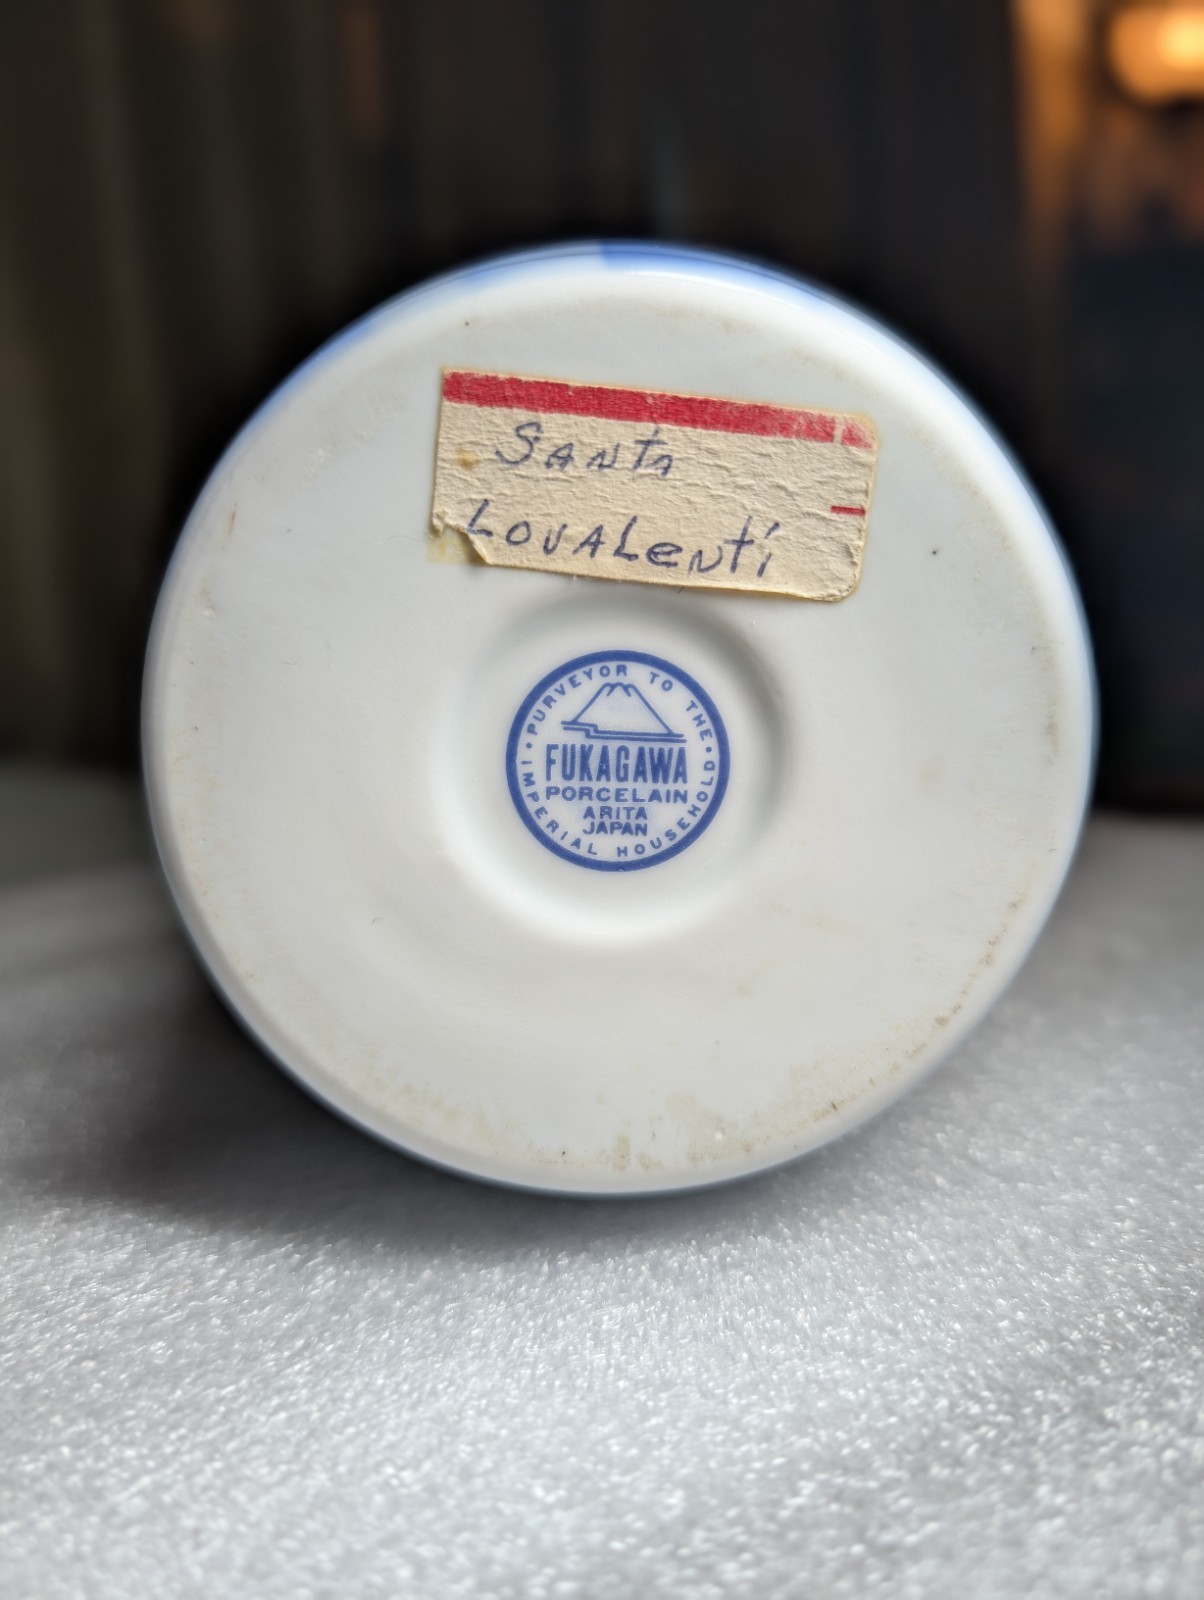 Santa
Lovalenti
PURVEYOR TO THE
FUKAGAWA
PORCELAIN
ARITA
JAPAN
IMPERIAL HOUSEHOLD